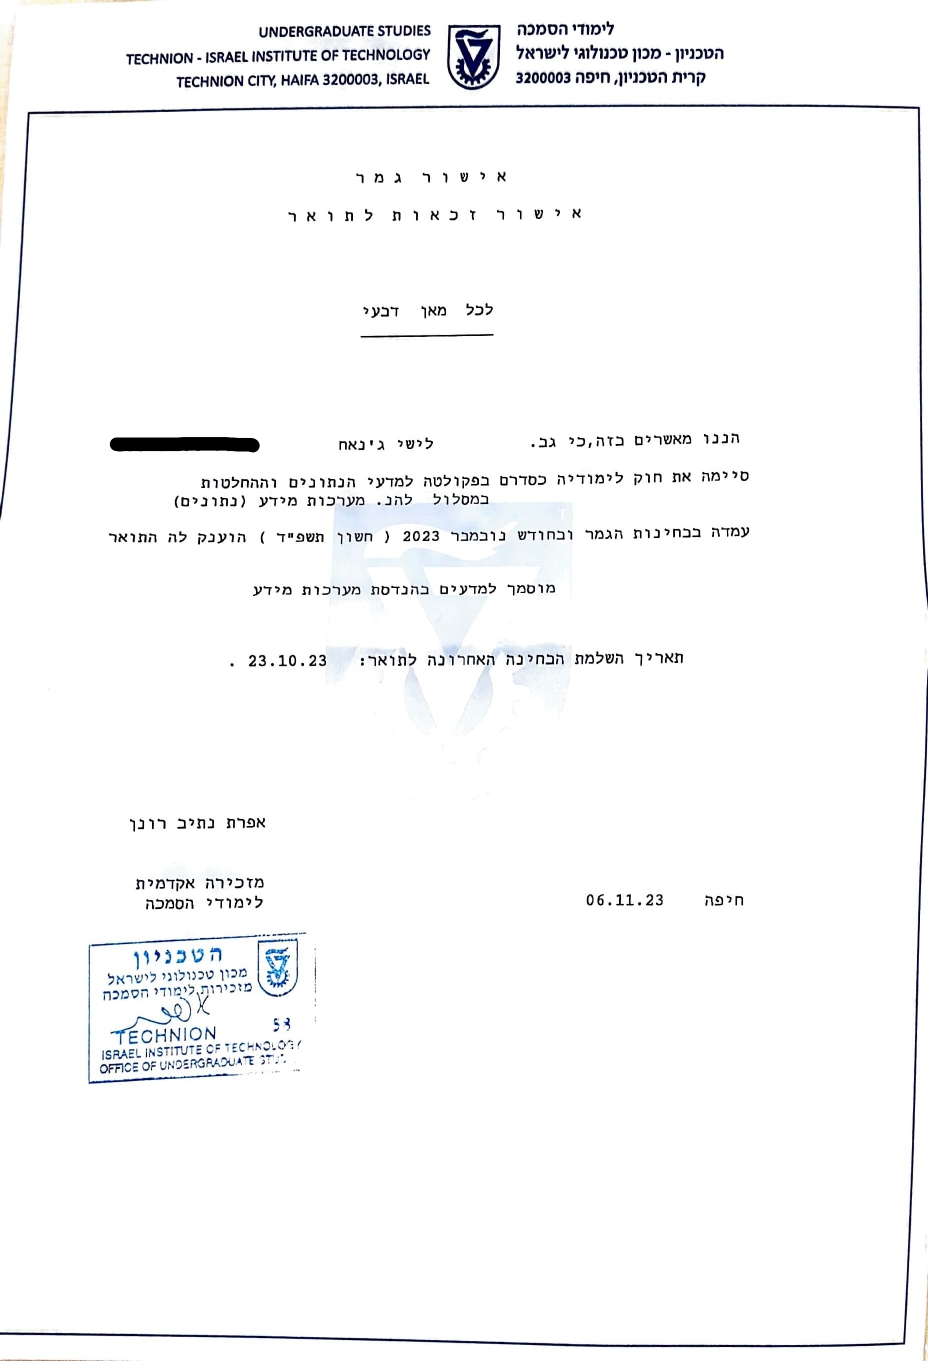 לימודי הסמכה
הטכניון - מכון טכנולוגי לישראל
קרית הטכניון, חיפה 3200003
UNDERGRADUATE STUDIES
TECHNION - ISRAEL INSTITUTE OF TECHNOLOGY
TECHNION CITY, HAIFA 3200003, ISRAEL
אישור גמר
אישור זכאות לתואר
לכל מאן דבעי
הננו מאשרים בזה,כי גב. לישי ג'נאח
סיימה את חוק לימודיה כסדרם בפקולטה למדעי הנתונים וההחלטות
במסלול להנ. מערכות מידע (נתונים)
עמדה בבחינות הגמר ובחודש נובמבר 2023 ( חשון תשפ"ד ) הוענק לה התואר
מוסמך למדעים בהנדסת מערכות מידע
תאריך השלמת הבחינה האחרונה לתואר: 23.10.23 .
אפרת נתיב רונן
מזכירה אקדמית
לימודי הסמכה
חיפה 06.11.23
הטכניון
מכון טכנולוגי לישראל
מזכירות לימודי הסמכה
53
TECHNION
ISRAEL INSTITUTE OF TECHNOLOGY
OFFICE OF UNDERGRADUATE